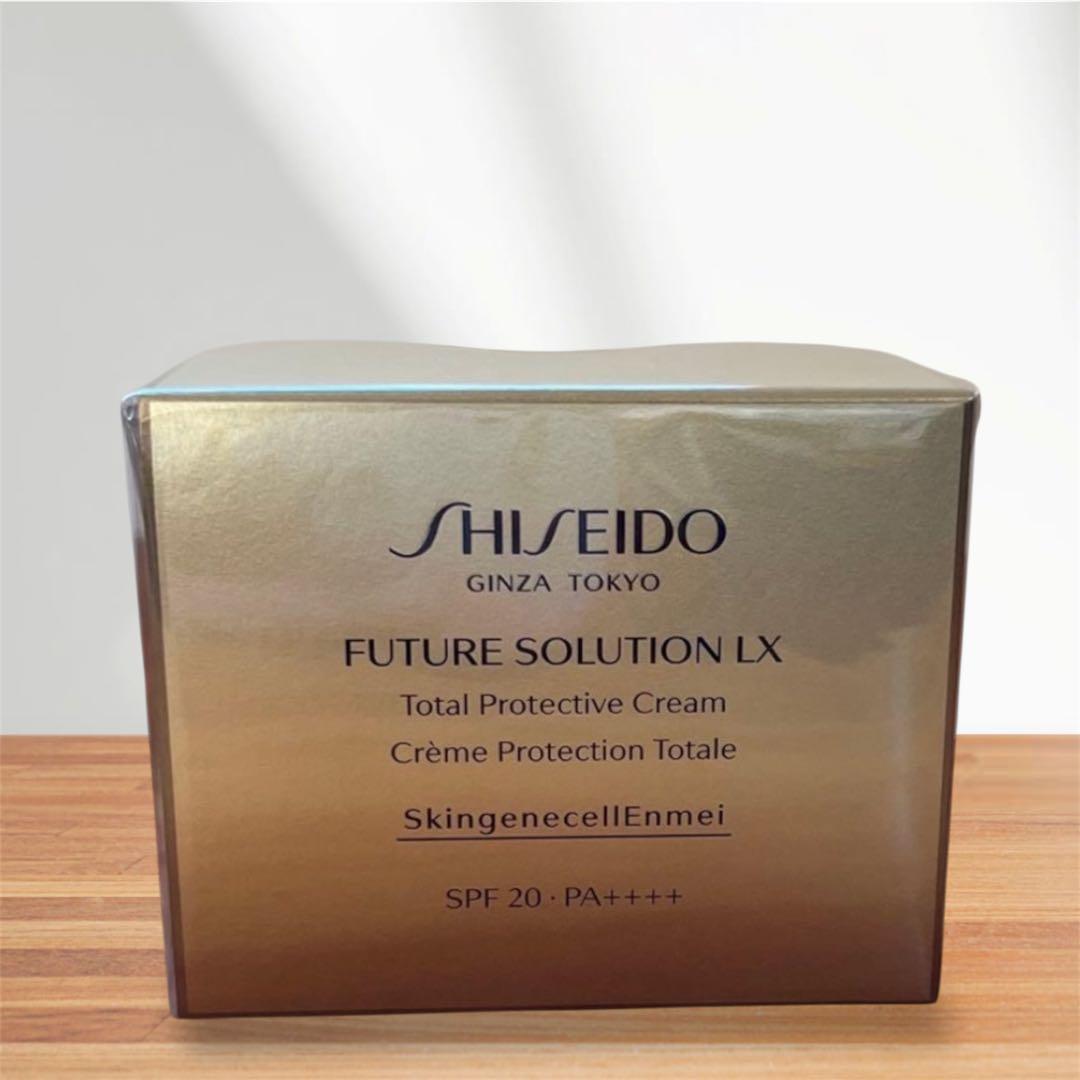 SHISEIDO
GINZA TOKYO
FUTURE SOLUTION LX
Total Protective Cream
Crème Protection Totale
SkingenecellEnmei
SPF 20 · PA++++